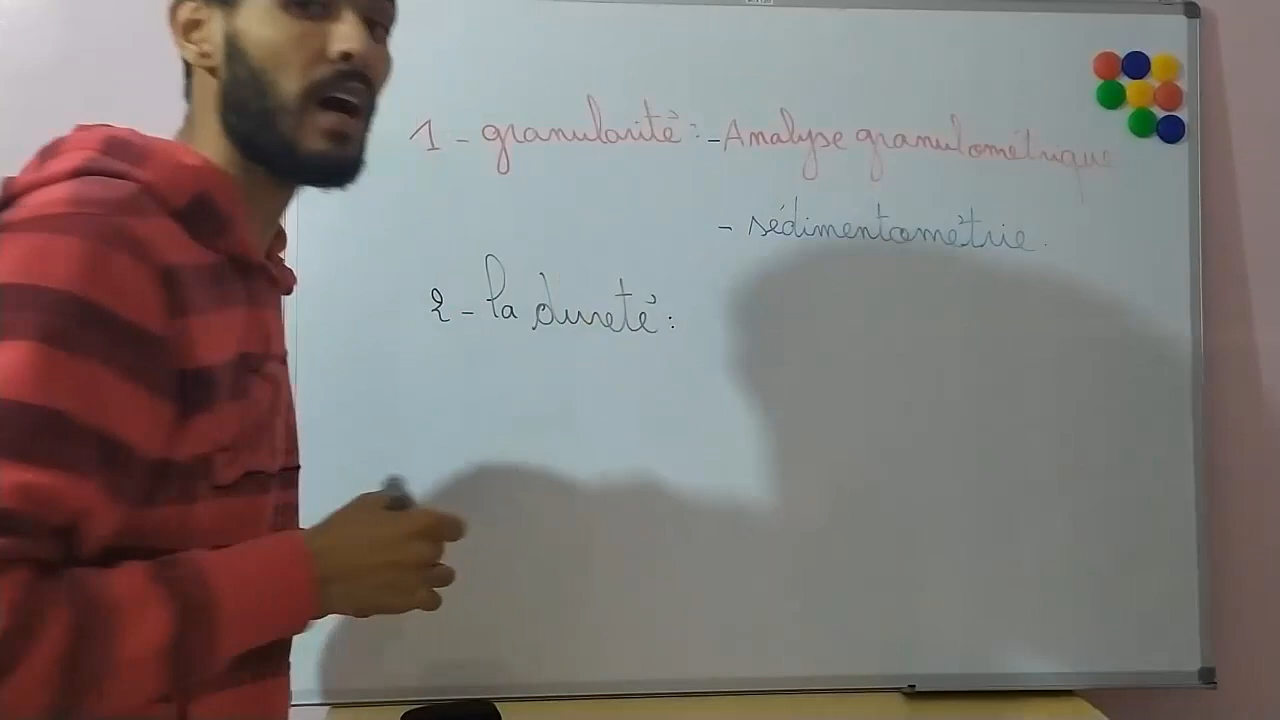 1 - granularité : - Analyse granulométrique
- sédimentométrie.
2 - la dureté :